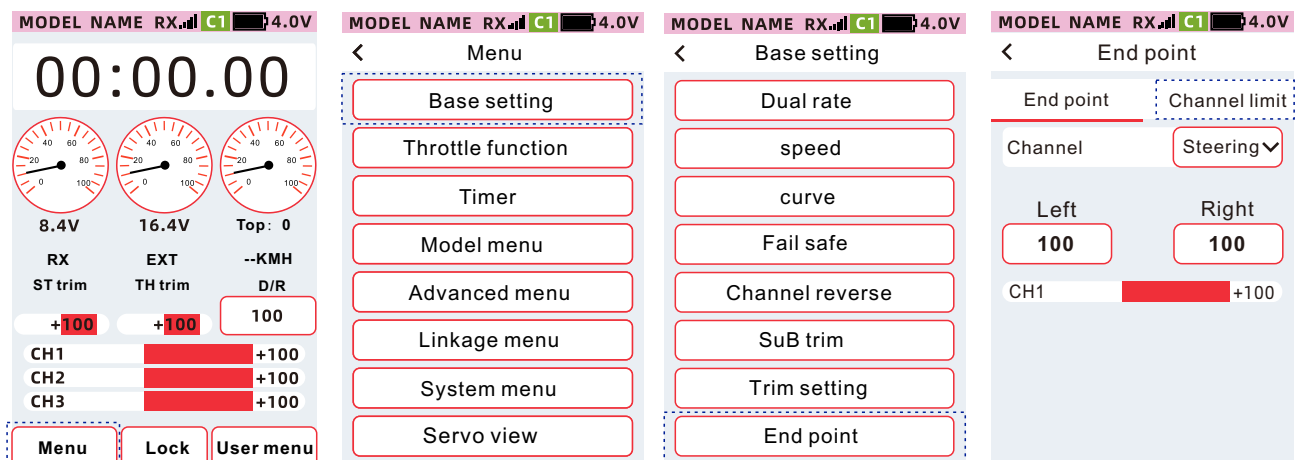 MODEL NAME RX C1 4.0V
00:00.00
0 20 40 60 80 100
0 20 40 60 80 100
0 20 40 60 80 100
8.4V 16.4V Top: 0
RX EXT --KMH
ST trim TH trim D/R
+100 +100 100
CH1 +100
CH2 +100
CH3 +100
Menu Lock User menu
MODEL NAME RX C1 4.0V
< Menu
Base setting
Throttle function
Timer
Model menu
Advanced menu
Linkage menu
System menu
Servo view
MODEL NAME RX C1 4.0V
< Base setting
Dual rate
speed
curve
Fail safe
Channel reverse
SuB trim
Trim setting
End point
MODEL NAME RX C1 4.0V
< End point
End point Channel limit
Channel Steering
Left Right
100 100
CH1 +100